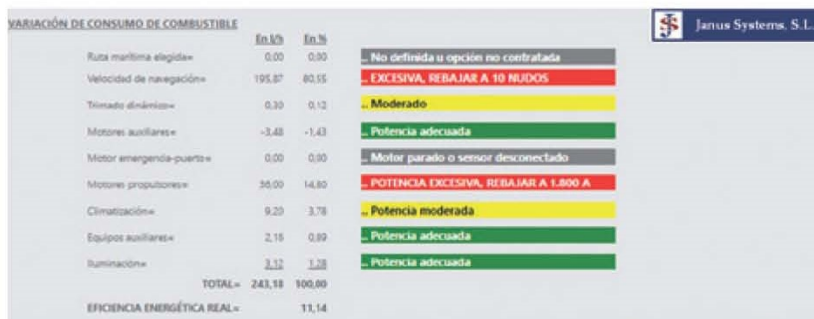 VARIACIÓN DE CONSUMO DE COMBUSTIBLE
Janus Systems, S.L.
En l/h En %
Ruta marítima elegida= 0,00 0,00 .. No definida u opción no contratada
Velocidad de navegación= 195,87 80,55 .. EXCESIVA, REBAJAR A 10 NUDOS
Trimado dinámico= 0,30 0,12 .. Moderado
Motores auxiliares= -3,48 -1,43 .. Potencia adecuada
Motor emergencia-puerto= 0,00 0,00 .. Motor parado o sensor desconectado
Motores propulsores= 36,00 14,80 .. POTENCIA EXCESIVA, REBAJAR A 1.800 A
Climatización= 9,20 3,78 .. Potencia moderada
Equipos auxiliares= 2,16 0,89 .. Potencia adecuada
Iluminación= 3,12 1,28 .. Potencia adecuada
TOTAL= 243,18 100,00
EFICIENCIA ENERGÉTICA REAL= 11,14